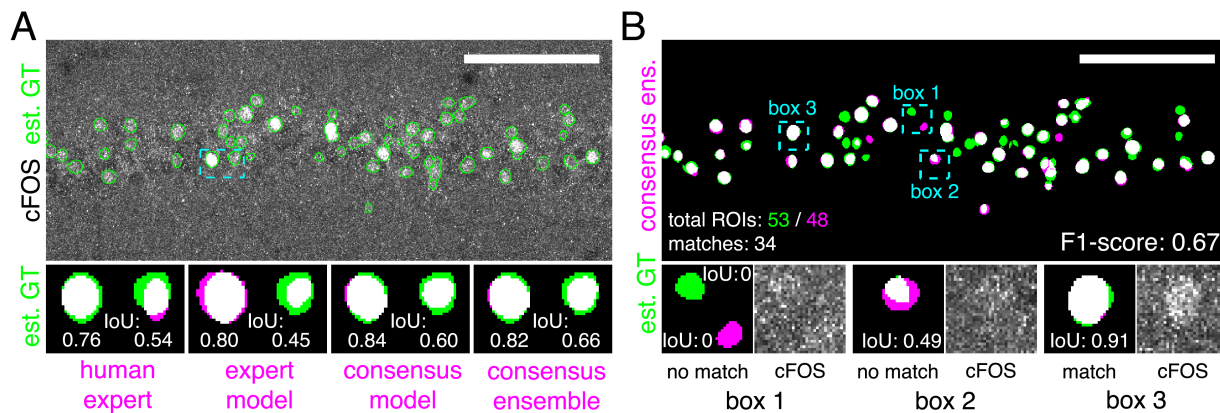 A
cFOS est. GT
est. GT
IoU:
0.76 0.54
IoU:
0.80 0.45
IoU:
0.84 0.60
IoU:
0.82 0.66
human expert
expert model
consensus model
consensus ensemble
B
consensus ens.
box 3
box 1
box 2
total ROIs: 53 / 48
matches: 34
F1-score: 0.67
est. GT
IoU:0
IoU:0
IoU: 0.49
IoU: 0.91
no match cFOS
no match cFOS
match cFOS
box 1
box 2
box 3